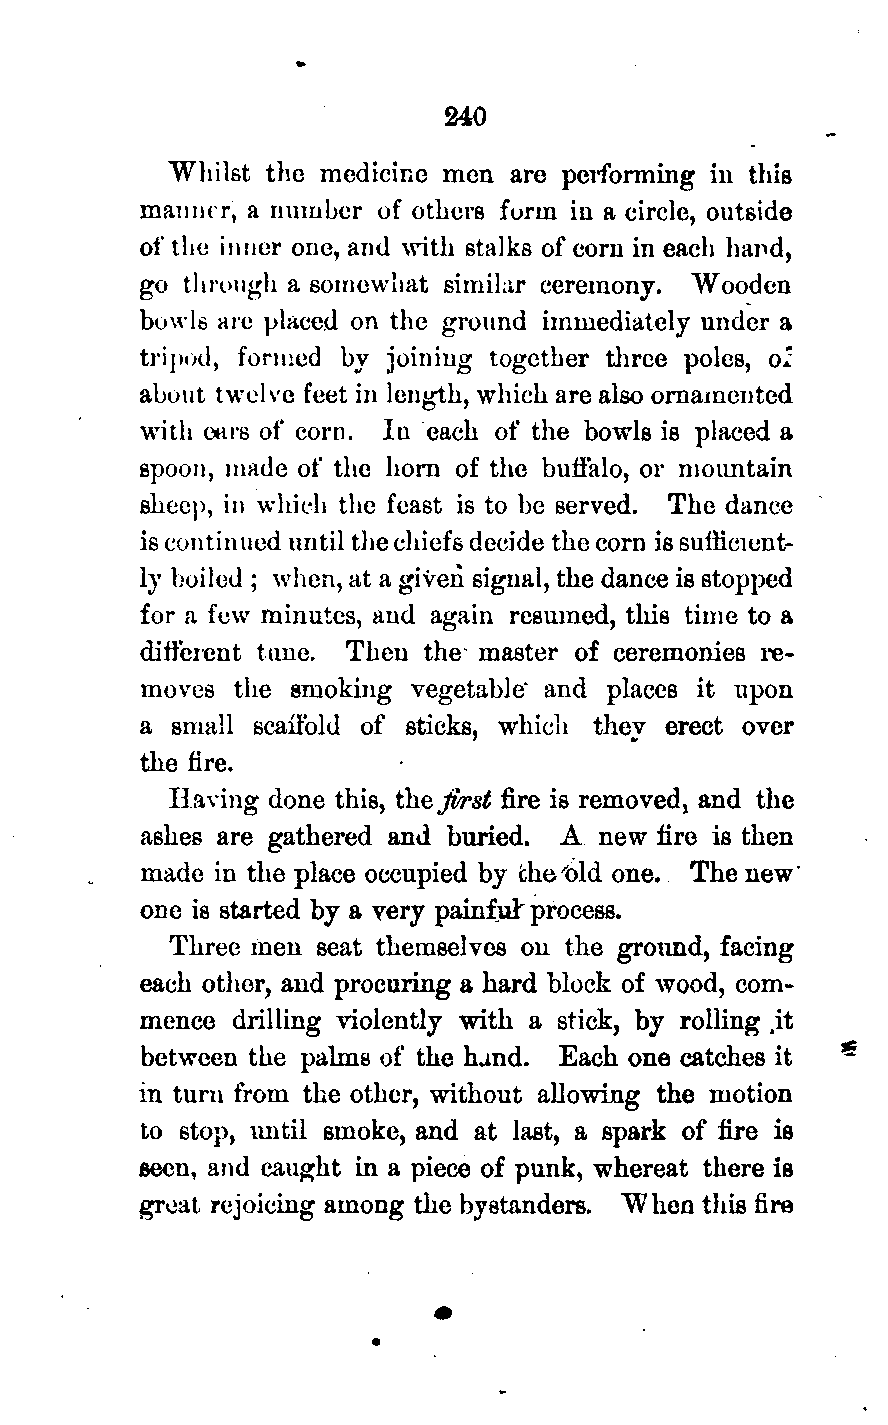 240
Whilst the medicine men are performing in this
manner, a number of others form in a circle, outside
of the inner one, and with stalks of corn in each hand,
go through a somewhat similar ceremony. Wooden
bowls are placed on the ground immediately under a
tripod, formed by joining together three poles, of
about twelve feet in length, which are also ornamented
with ears of corn. In each of the bowls is placed a
spoon, made of the horn of the buffalo, or mountain
sheep, in which the feast is to be served. The dance
is continued until the chiefs decide the corn is sufficient-
ly boiled ; when, at a given signal, the dance is stopped
for a few minutes, and again resumed, this time to a
different tune. Then the master of ceremonies re-
moves the smoking vegetable and places it upon
a small scaffold of sticks, which they erect over
the fire.
Having done this, the first fire is removed, and the
ashes are gathered and buried. A new fire is then
made in the place occupied by the old one. The new
one is started by a very painful process.
Three men seat themselves on the ground, facing
each other, and procuring a hard block of wood, com-
mence drilling violently with a stick, by rolling it
between the palms of the hand. Each one catches it
in turn from the other, without allowing the motion
to stop, until smoke, and at last, a spark of fire is
seen, and caught in a piece of punk, whereat there is
great rejoicing among the bystanders. When this fire